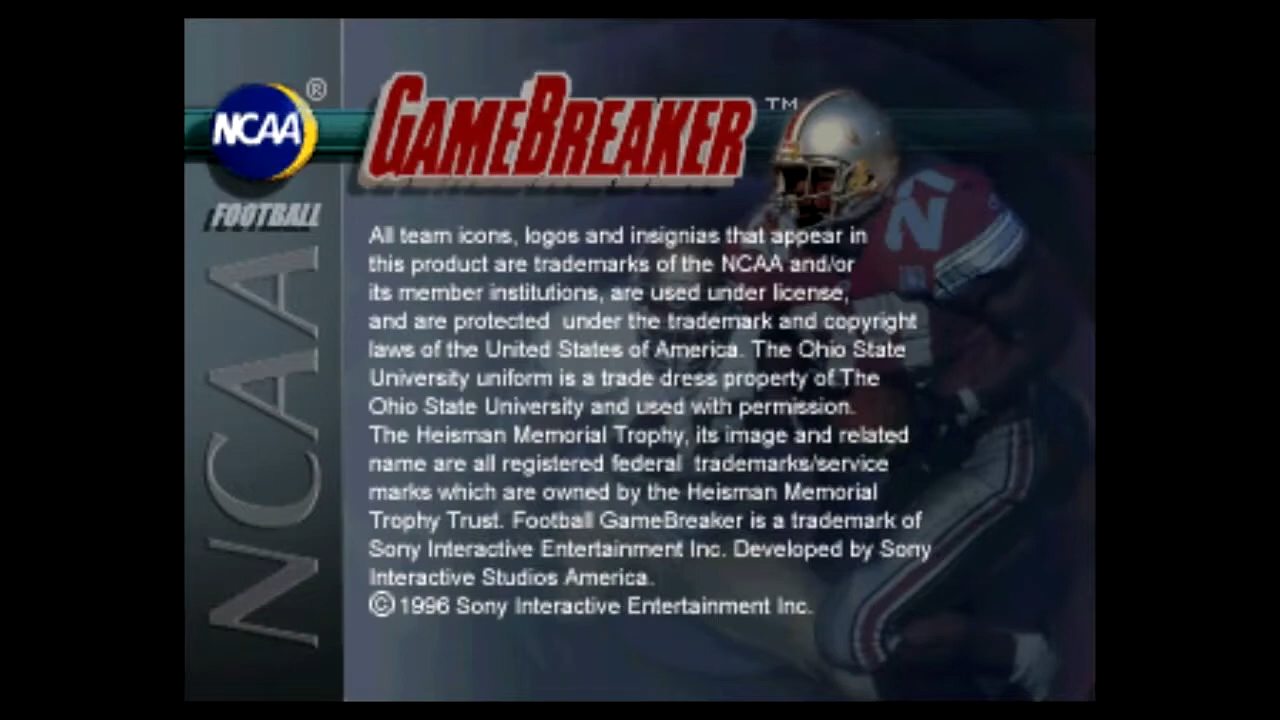 NCAA®
FOOTBALL
NCAA
GAMEBREAKER™
All team icons, logos and insignias that appear in
this product are trademarks of the NCAA and/or
its member institutions, are used under license,
and are protected under the trademark and copyright
laws of the United States of America. The Ohio State
University uniform is a trade dress property of The
Ohio State University and used with permission.
The Heisman Memorial Trophy, its image and related
name are all registered federal trademarks/service
marks which are owned by the Heisman Memorial
Trophy Trust. Football GameBreaker is a trademark of
Sony Interactive Entertainment Inc. Developed by Sony
Interactive Studios America.
© 1996 Sony Interactive Entertainment Inc.